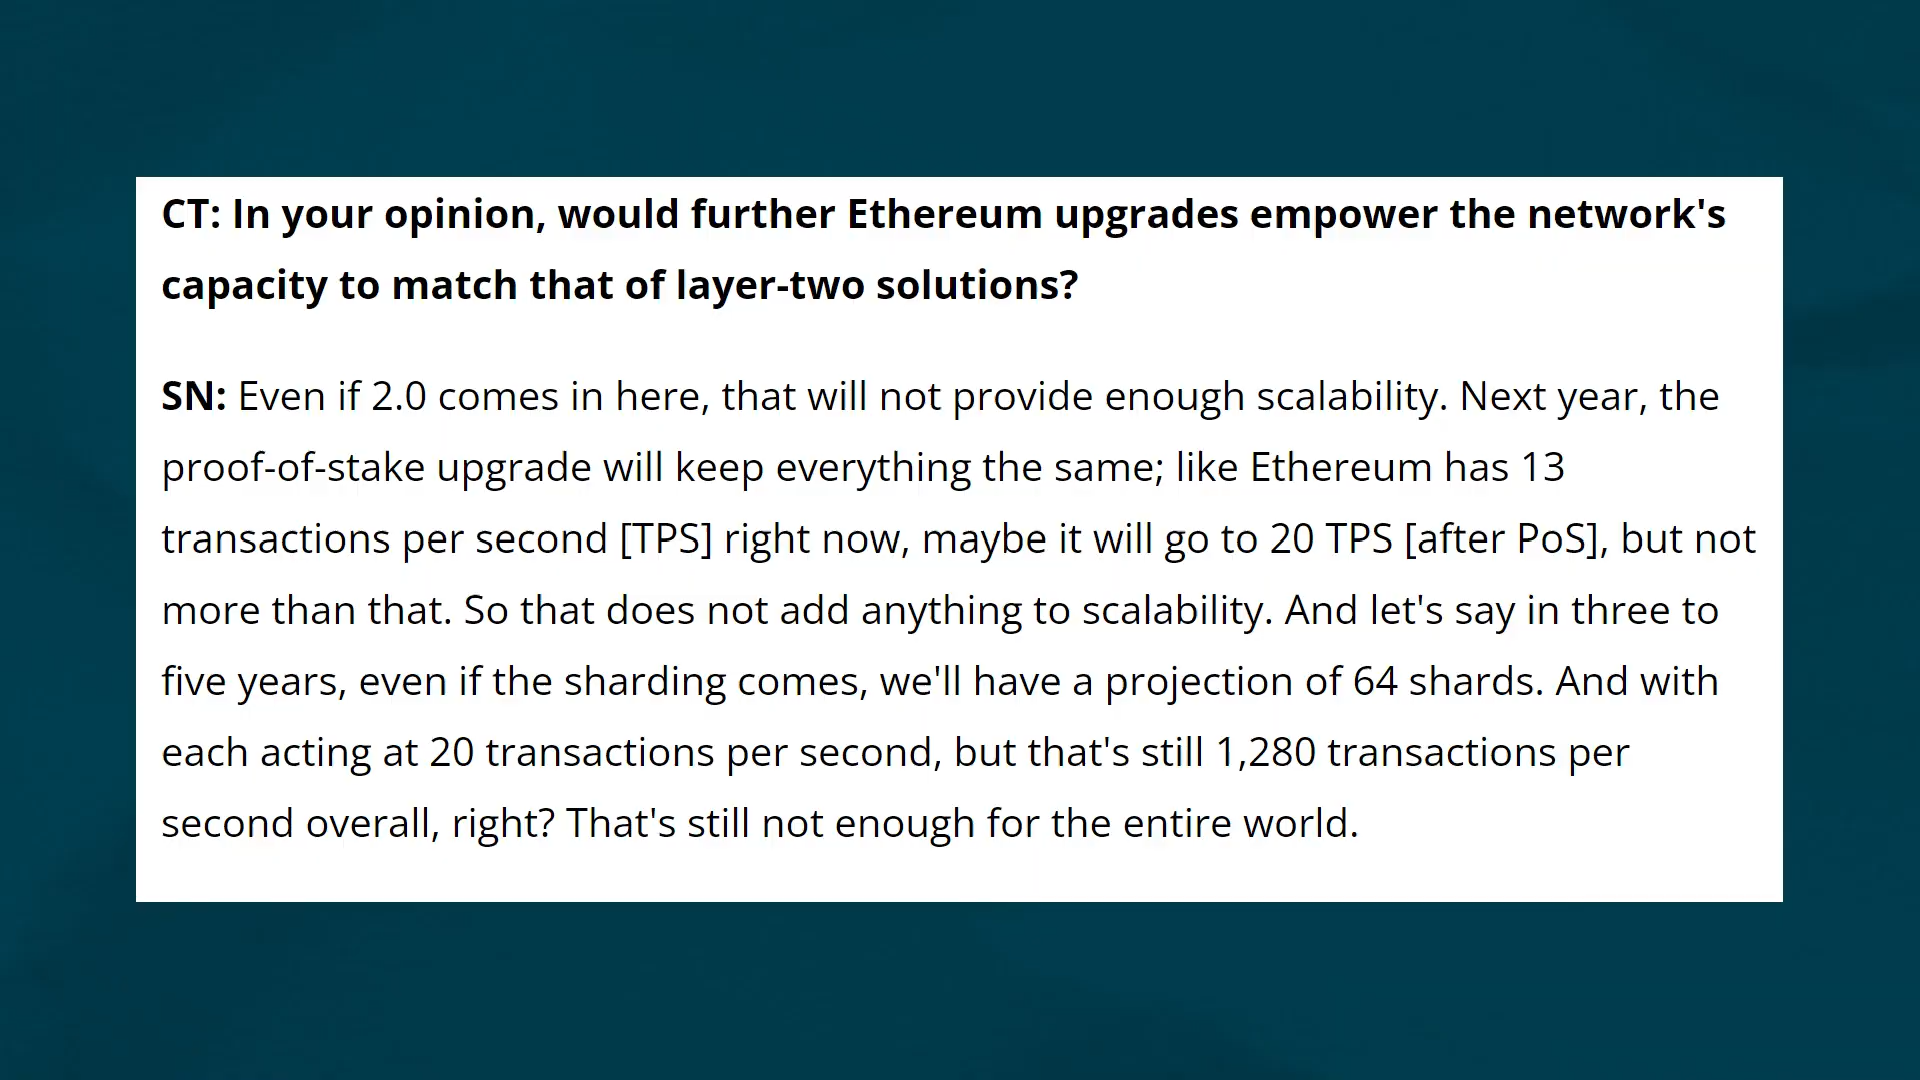 CT: In your opinion, would further Ethereum upgrades empower the network's
capacity to match that of layer-two solutions?
SN: Even if 2.0 comes in here, that will not provide enough scalability. Next year, the
proof-of-stake upgrade will keep everything the same; like Ethereum has 13
transactions per second [TPS] right now, maybe it will go to 20 TPS [after PoS], but not
more than that. So that does not add anything to scalability. And let's say in three to
five years, even if the sharding comes, we'll have a projection of 64 shards. And with
each acting at 20 transactions per second, but that's still 1,280 transactions per
second overall, right? That's still not enough for the entire world.